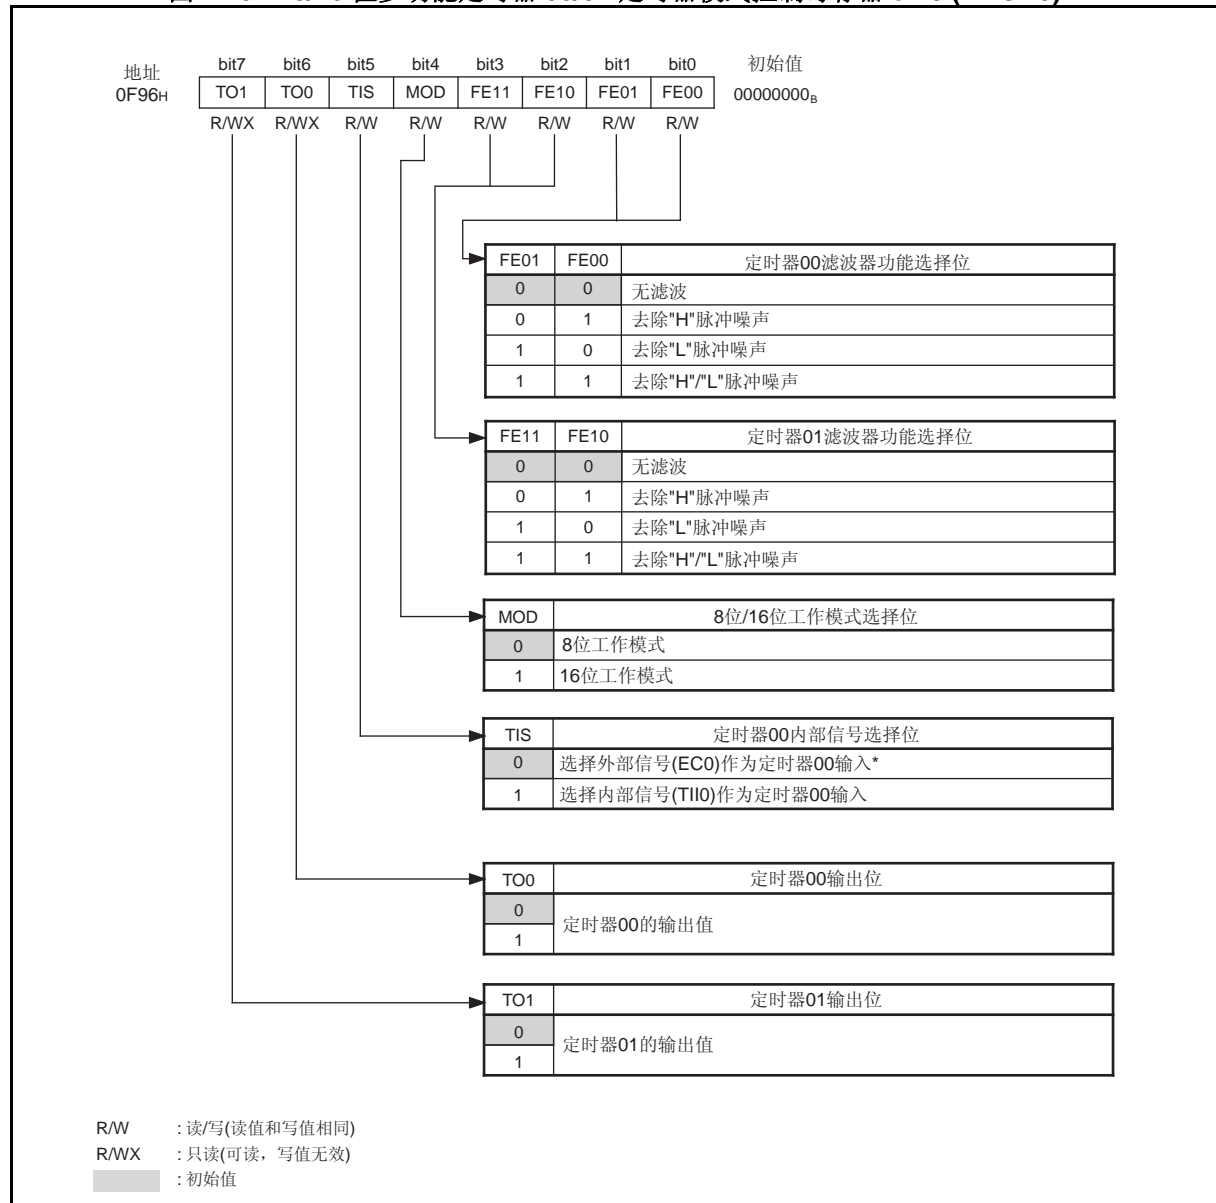 地址 bit7 bit6 bit5 bit4 bit3 bit2 bit1 bit0 初始值
0F96H TO1 TO0 TIS MOD FE11 FE10 FE01 FE00 00000000B
R/WX R/WX R/W R/W R/W R/W R/W R/W
FE01 FE00 定时器00滤波器功能选择位
0 0 无滤波
0 1 去除"H"脉冲噪声
1 0 去除"L"脉冲噪声
1 1 去除"H"/"L"脉冲噪声
FE11 FE10 定时器01滤波器功能选择位
0 0 无滤波
0 1 去除"H"脉冲噪声
1 0 去除"L"脉冲噪声
1 1 去除"H"/"L"脉冲噪声
MOD 8位/16位工作模式选择位
0 8位工作模式
1 16位工作模式
TIS 定时器00内部信号选择位
0 选择外部信号(EC0)作为定时器00输入*
1 选择内部信号(TII0)作为定时器00输入
TO0 定时器00输出位
0
定时器00的输出值
1
TO1 定时器01输出位
0
定时器01的输出值
1
R/W : 读/写(读值和写值相同)
R/WX : 只读(可读，写值无效)
: 初始值